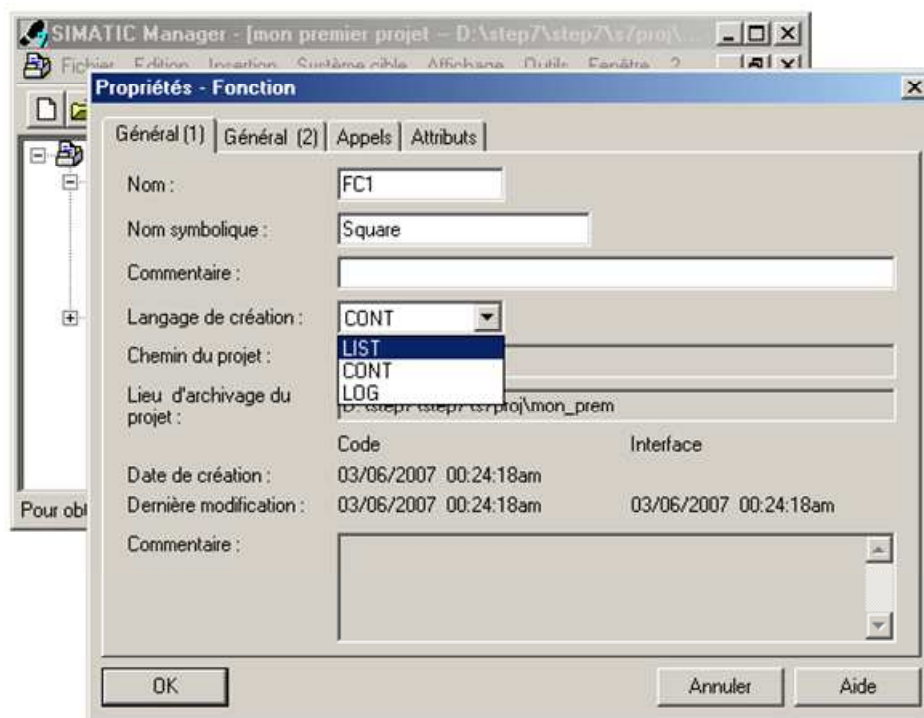 SIMATIC Manager - [mon premier projet -- D:\step7\step7\s7proj\...
Fichier Edition Insertion Système cible Affichage Outils Fenêtre ?
Propriétés - Fonction
Général (1) Général (2) Appels Attributs
Nom : FC1
Nom symbolique : Square
Commentaire :
Langage de création : CONT
LIST
Chemin du projet :
CONT
LOG
Lieu d'archivage du
projet :
D:\step7\step7\s7proj\mon_prem
Code Interface
Date de création : 03/06/2007 00:24:18am
Dernière modification : 03/06/2007 00:24:18am 03/06/2007 00:24:18am
Pour
Commentaire :
OK Annuler Aide